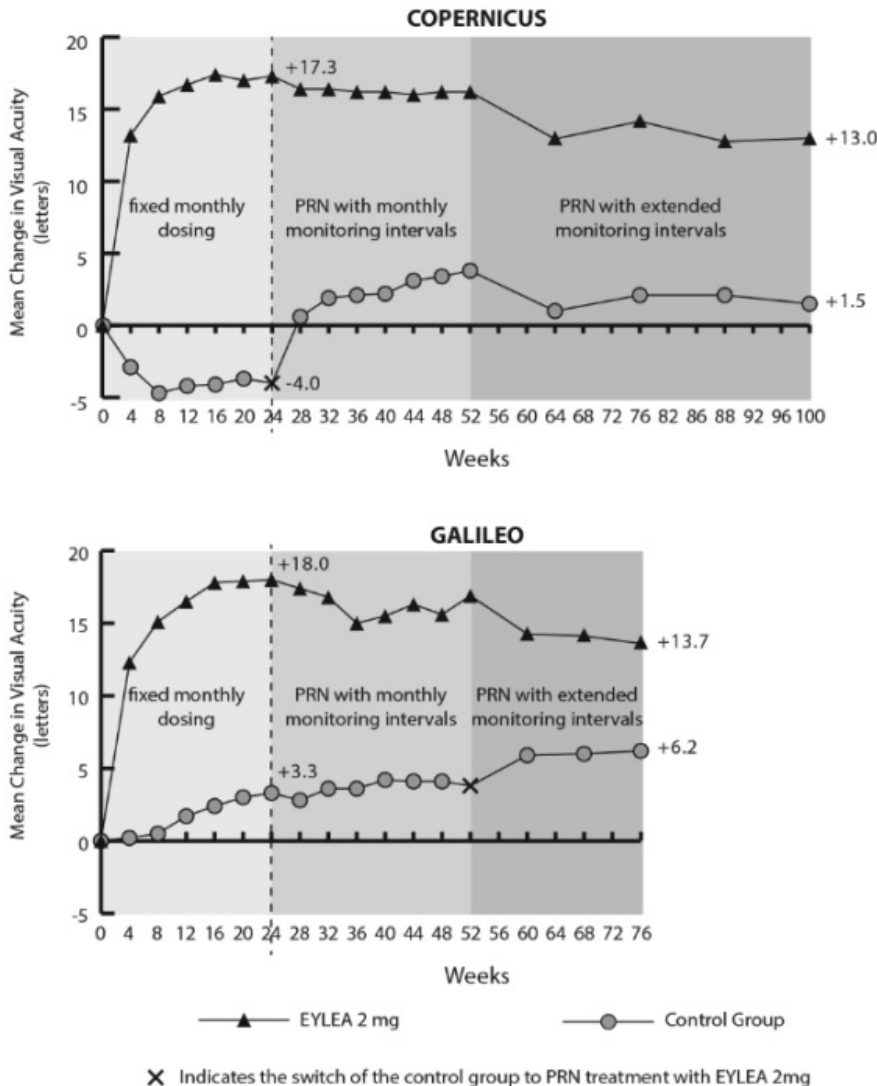 COPERNICUS
20
+17.3
15
+13.0
10
fixed monthly
dosing
PRN with monthly
monitoring intervals
PRN with extended
monitoring intervals
5
+1.5
0
-4.0
-5
0 4 8 12 16 20 24 28 32 36 40 44 48 52 56 60 64 68 72 76 80 84 88 92 96 100
Mean Change in Visual Acuity
(letters)
Weeks
GALILEO
20
+18.0
15
+13.7
10
fixed monthly
dosing
PRN with monthly
monitoring intervals
PRN with extended
monitoring intervals
+6.2
5
+3.3
0
-5
0 4 8 12 16 20 24 28 32 36 40 44 48 52 56 60 64 68 72 76
Mean Change in Visual Acuity
(letters)
Weeks
EYLEA 2 mg
Control Group
Indicates the switch of the control group to PRN treatment with EYLEA 2mg